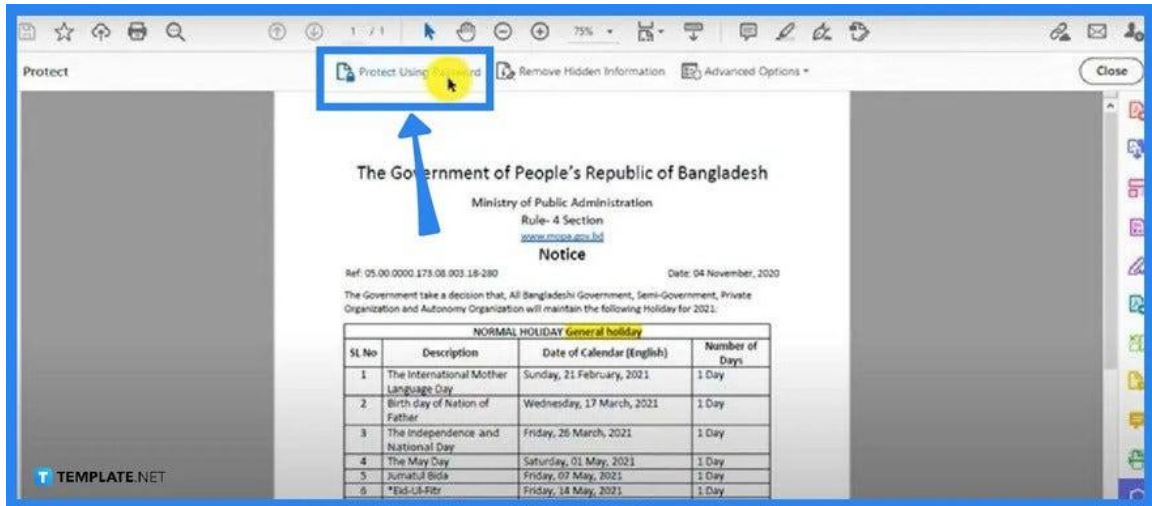 1 / 1 75%
Protect Protect Using Password Remove Hidden Information Advanced Options Close
The Government of People's Republic of Bangladesh
Ministry of Public Administration
Rule- 4 Section
www.mopa.gov.bd
Notice
Ref: 05.00.0000.173.08.003.18-280 Date: 04 November, 2020
The Government take a decision that, All Bangladeshi Government, Semi-Government, Private
Organization and Autonomy Organization will maintain the following Holiday for 2021:
NORMAL HOLIDAY General holiday
SL No Description Date of Calendar (English) Number of Days
1 The International Mother Language Day Sunday, 21 February, 2021 1 Day
2 Birth day of Nation of Father Wednesday, 17 March, 2021 1 Day
3 The Independence and National Day Friday, 26 March, 2021 1 Day
4 The May Day Saturday, 01 May, 2021 1 Day
5 Jumatul Bida Friday, 07 May, 2021 1 Day
6 *Eid-Ul-Fitr Friday, 14 May, 2021 1 Day
T TEMPLATE.NET